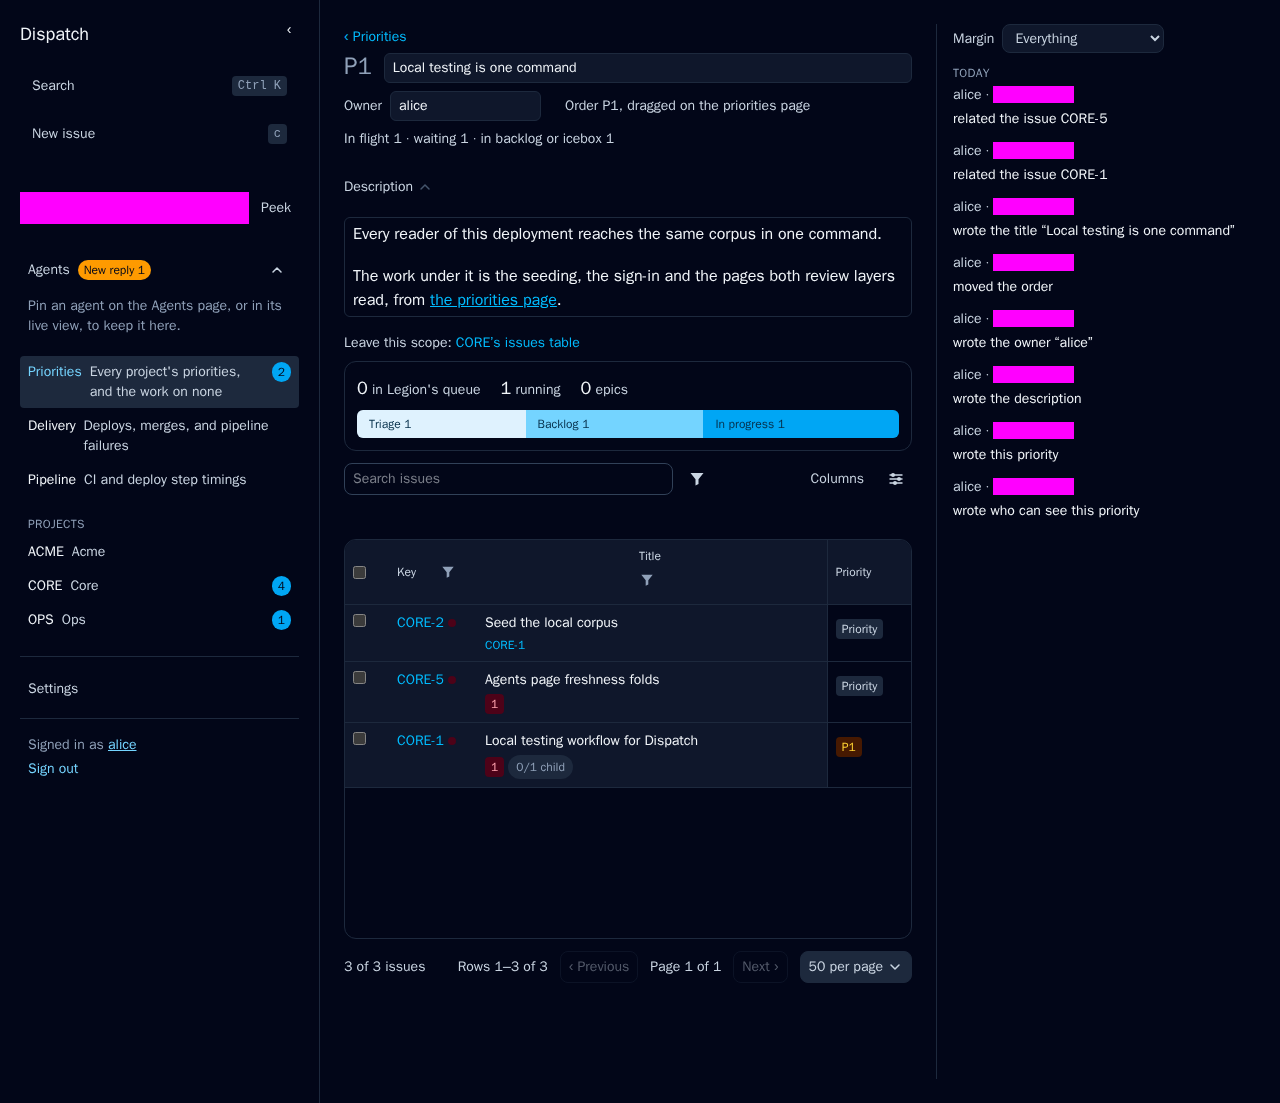 Dispatch
‹
Search
Ctrl K
New issue
C
Peek
Agents
New reply 1
Pin an agent on the Agents page, or in its
live view, to keep it here.
Priorities
Every project's priorities,
and the work on none
2
Delivery
Deploys, merges, and pipeline
failures
Pipeline
CI and deploy step timings
PROJECTS
ACME Acme
CORE Core
4
OPS Ops
1
Settings
Signed in as alice
Sign out
‹ Priorities
P1
Local testing is one command
Owner
alice
Order P1, dragged on the priorities page
In flight 1 · waiting 1 · in backlog or icebox 1
Description
Every reader of this deployment reaches the same corpus in one command.
The work under it is the seeding, the sign-in and the pages both review layers
read, from the priorities page.
Leave this scope: CORE's issues table
0 in Legion's queue
1 running
0 epics
Triage 1
Backlog 1
In progress 1
Search issues
Columns
Key
Title
Priority
CORE-2
Seed the local corpus
CORE-1
Priority
CORE-5
Agents page freshness folds
1
Priority
CORE-1
Local testing workflow for Dispatch
1
0/1 child
P1
3 of 3 issues
Rows 1–3 of 3
‹ Previous
Page 1 of 1
Next ›
50 per page
Margin
Everything
TODAY
alice ·
related the issue CORE-5
alice ·
related the issue CORE-1
alice ·
wrote the title “Local testing is one command”
alice ·
moved the order
alice ·
wrote the owner “alice”
alice ·
wrote the description
alice ·
wrote this priority
alice ·
wrote who can see this priority